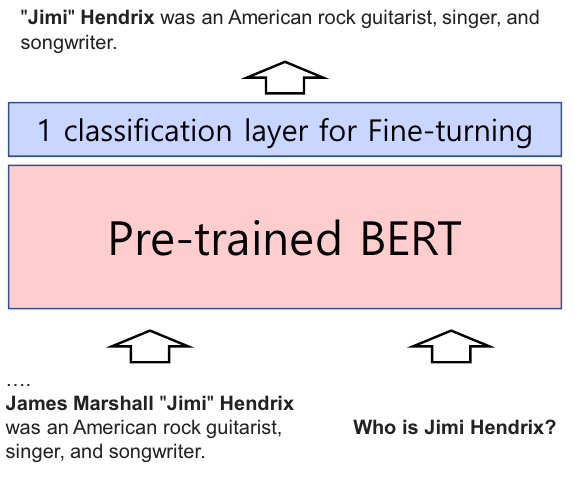 "Jimi" Hendrix was an American rock guitarist, singer, and
songwriter.
1 classification layer for Fine-turning
Pre-trained BERT
....
James Marshall "Jimi" Hendrix
was an American rock guitarist,
singer, and songwriter.
Who is Jimi Hendrix?